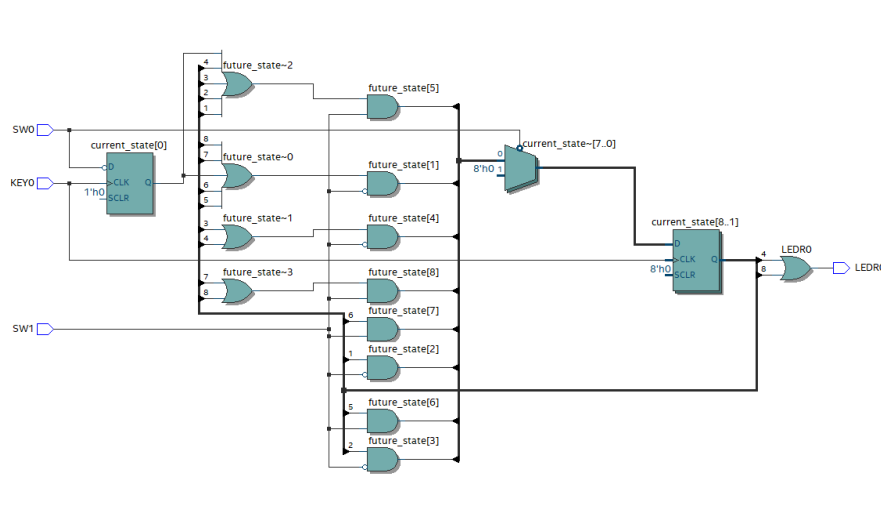 future_state~2
4
3
2
1
future_state[5]
SW0
current_state[0]
D
CLK
Q
1'h0
SCLR
KEY0
8
future_state~0
7
6
5
future_state[1]
current_state~[7..0]
0
8'h0 1
future_state~1
3
4
future_state[4]
current_state[8..1]
D
CLK
Q
8'h0
SCLR
4
8
LEDR0
LEDR0
future_state~3
7
8
future_state[8]
SW1
future_state[7]
6
future_state[2]
1
future_state[6]
5
future_state[3]
2